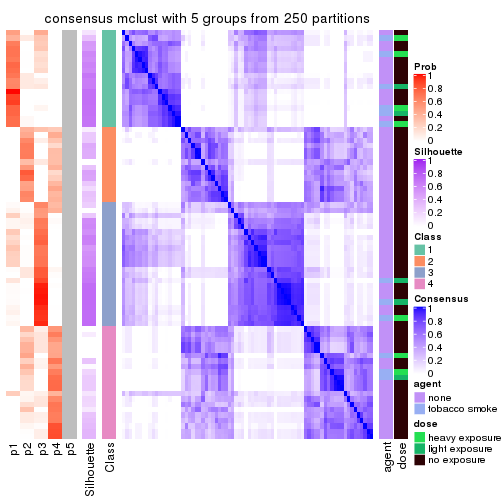 consensus mclust with 5 groups from 250 partitions
p1
p2
p3
p4
p5
Silhouette
Class
agent
dose
Prob
1
0.8
0.6
0.4
0.2
0
Silhouette
1
0.8
0.6
0.4
0.2
0
Class
1
2
3
4
Consensus
1
0.8
0.6
0.4
0.2
0
agent
none
tobacco smoke
dose
heavy exposure
light exposure
no exposure